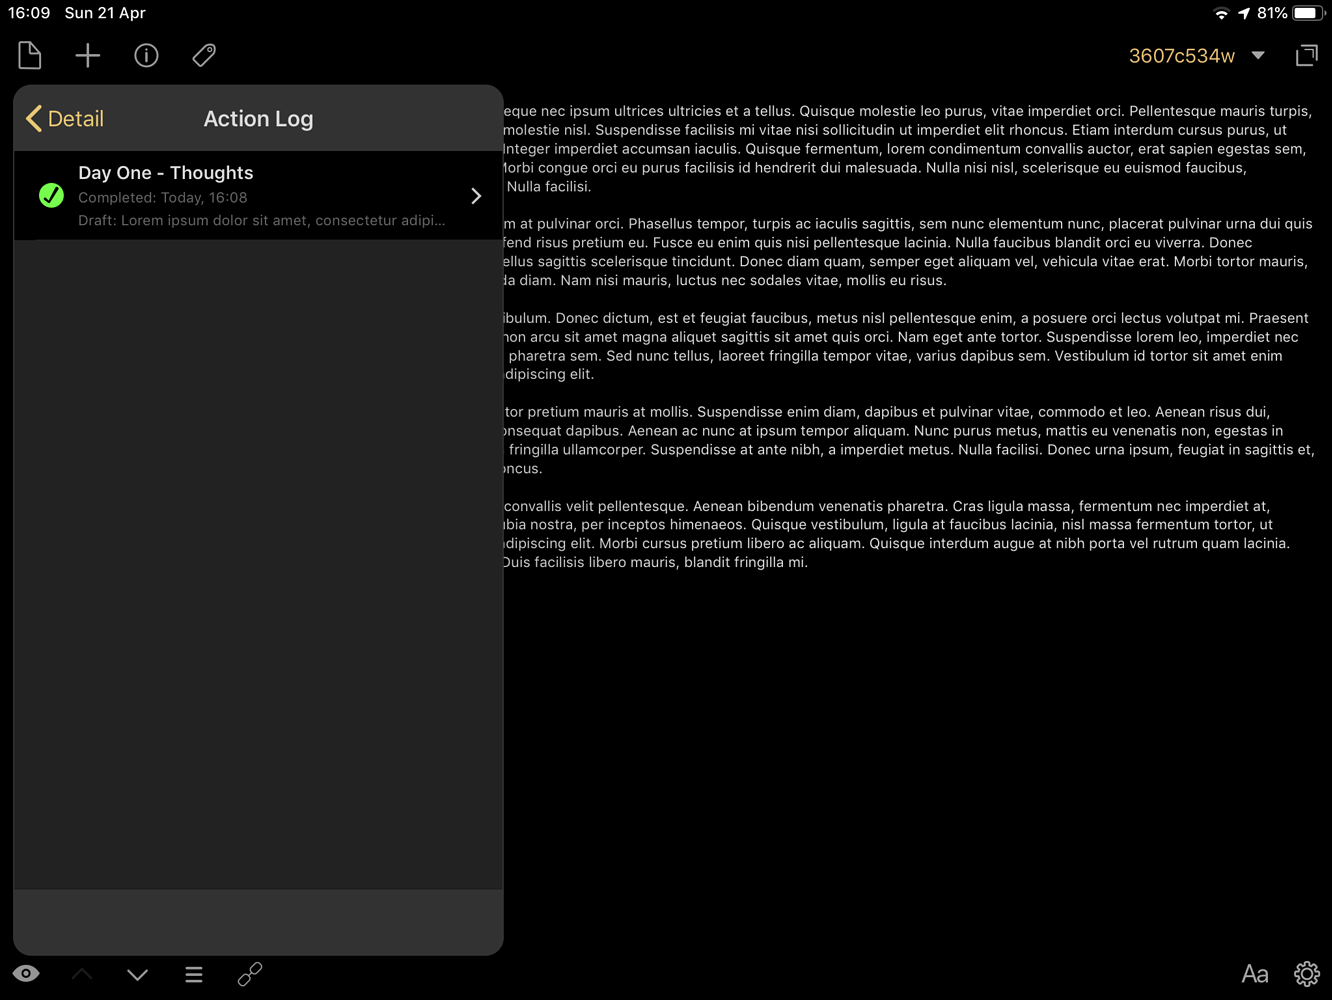 16:09 Sun 21 Apr
81%
3607c534w
Detail
Action Log
Day One - Thoughts
Completed: Today, 16:08
Draft: Lorem ipsum dolor sit amet, consectetur adipi...
eque nec ipsum ultrices ultricies et a tellus. Quisque molestie leo purus, vitae imperdiet orci. Pellentesque mauris turpis,
molestie nisl. Suspendisse facilisis mi vitae nisi sollicitudin ut imperdiet elit rhoncus. Etiam interdum cursus purus, ut
Integer imperdiet accumsan iaculis. Quisque fermentum, lorem condimentum convallis auctor, erat sapien egestas sem,
Morbi congue orci eu purus facilisis id hendrerit dui malesuada. Nulla nisi nisl, scelerisque eu euismod faucibus,
Nulla facilisi.
m at pulvinar orci. Phasellus tempor, turpis ac iaculis sagittis, sem nunc elementum nunc, placerat pulvinar urna dui quis
fend risus pretium eu. Fusce eu enim quis nisi pellentesque lacinia. Nulla faucibus blandit orci eu viverra. Donec
ellus sagittis scelerisque tincidunt. Donec diam quam, semper eget aliquam vel, vehicula vitae erat. Morbi tortor mauris,
da diam. Nam nisi mauris, luctus nec sodales vitae, mollis eu risus.
ibulum. Donec dictum, est et feugiat faucibus, metus nisl pellentesque enim, a posuere orci lectus volutpat mi. Praesent
non arcu sit amet magna aliquet sagittis sit amet quis orci. Nam eget ante tortor. Suspendisse lorem leo, imperdiet nec
pharetra sem. Sed nunc tellus, laoreet fringilla tempor vitae, varius dapibus sem. Vestibulum id tortor sit amet enim
dipiscing elit.
tor pretium mauris at mollis. Suspendisse enim diam, dapibus et pulvinar vitae, commodo et leo. Aenean risus dui,
onsequat dapibus. Aenean ac nunc at ipsum tempor aliquam. Nunc purus metus, mattis eu venenatis non, egestas in
fringilla ullamcorper. Suspendisse at ante nibh, a imperdiet metus. Nulla facilisi. Donec urna ipsum, feugiat in sagittis et,
oncus.
convallis velit pellentesque. Aenean bibendum venenatis pharetra. Cras ligula massa, fermentum nec imperdiet at,
ubia nostra, per inceptos himenaeos. Quisque vestibulum, ligula at faucibus lacinia, nisl massa fermentum tortor, ut
dipiscing elit. Morbi cursus pretium libero ac aliquam. Quisque interdum augue at nibh porta vel rutrum quam lacinia.
Duis facilisis libero mauris, blandit fringilla mi.
Aa